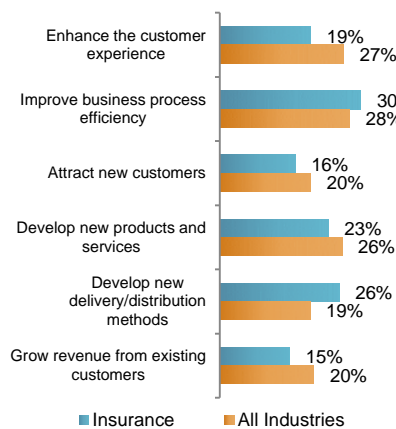 Enhance the customer
experience
19%
27%
Improve business process
efficiency
30
28%
Attract new customers
16%
20%
Develop new products and
services
23%
26%
Develop new
delivery/distribution
methods
26%
19%
Grow revenue from existing
customers
15%
20%
Insurance
All Industries